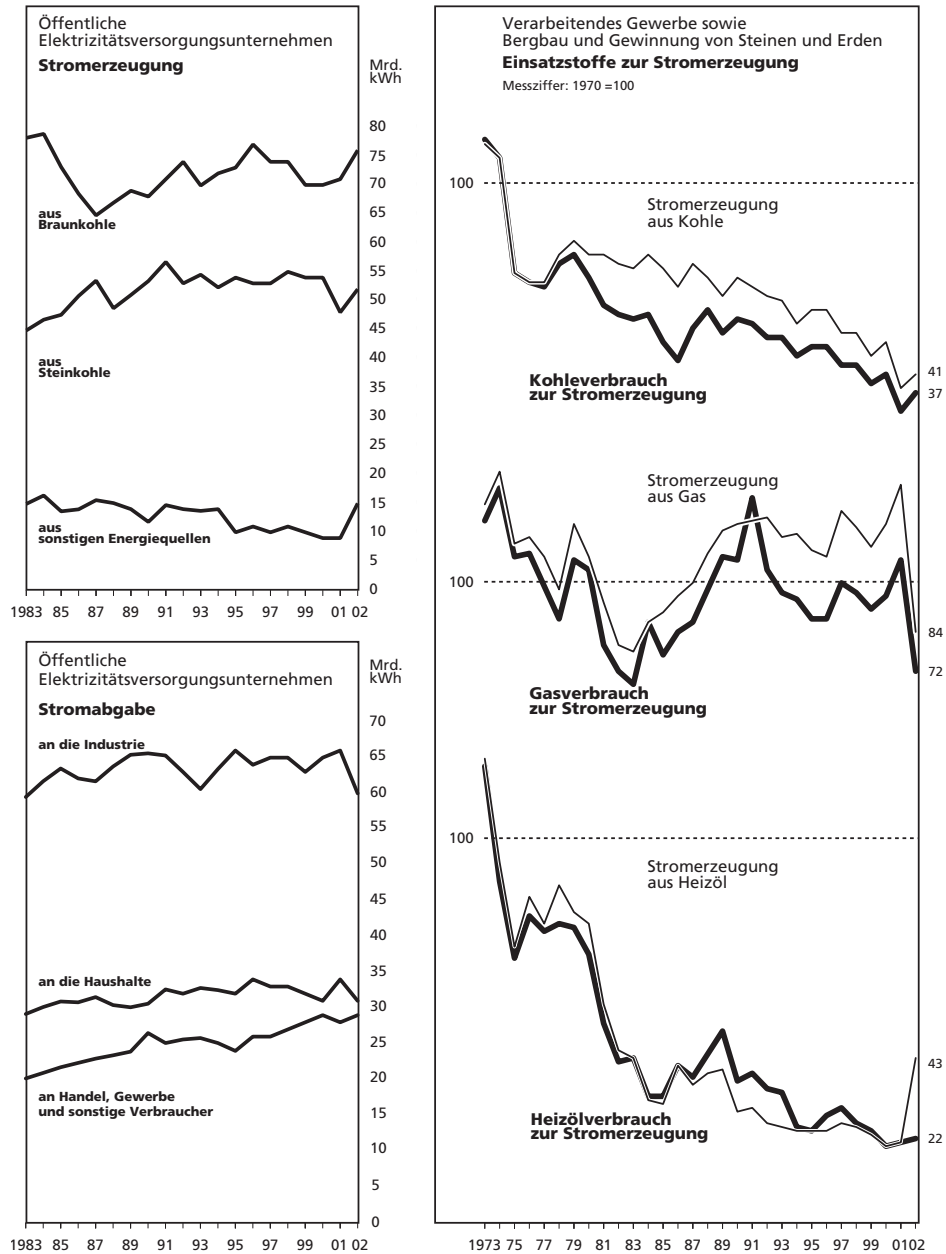 Öffentliche
Elektrizitätsversorgungsunternehmen
Stromerzeugung
Mrd.
kWh
80
75
70
65
60
55
50
45
40
35
30
25
20
15
10
5
0
aus
Braunkohle
aus
Steinkohle
aus
sonstigen Energiequellen
1983 85 87 89 91 93 95 97 99 01 02
Öffentliche
Elektrizitätsversorgungsunternehmen
Stromabgabe
Mrd.
kWh
70
65
60
55
50
45
40
35
30
25
20
15
10
5
0
an die Industrie
an die Haushalte
an Handel, Gewerbe
und sonstige Verbraucher
1983 85 87 89 91 93 95 97 99 01 02
Verarbeitendes Gewerbe sowie
Bergbau und Gewinnung von Steinen und Erden
Einsatzstoffe zur Stromerzeugung
Messziffer: 1970 =100
100
Stromerzeugung
aus Kohle
41
37
Kohleverbrauch
zur Stromerzeugung
Stromerzeugung
aus Gas
100
84
72
Gasverbrauch
zur Stromerzeugung
100
Stromerzeugung
aus Heizöl
43
22
Heizölverbrauch
zur Stromerzeugung
1973 75 77 79 81 83 85 87 89 91 93 95 97 99 0102